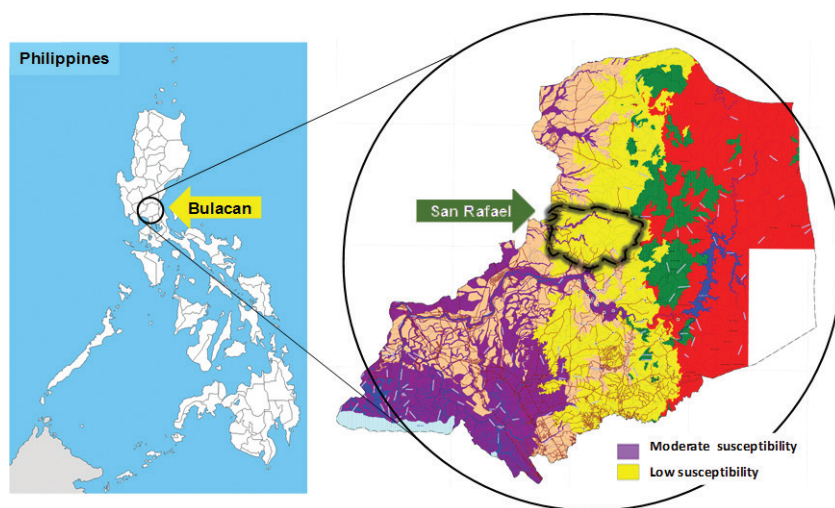 Philippines
Bulacan
San Rafael
Moderate susceptibility
Low susceptibility